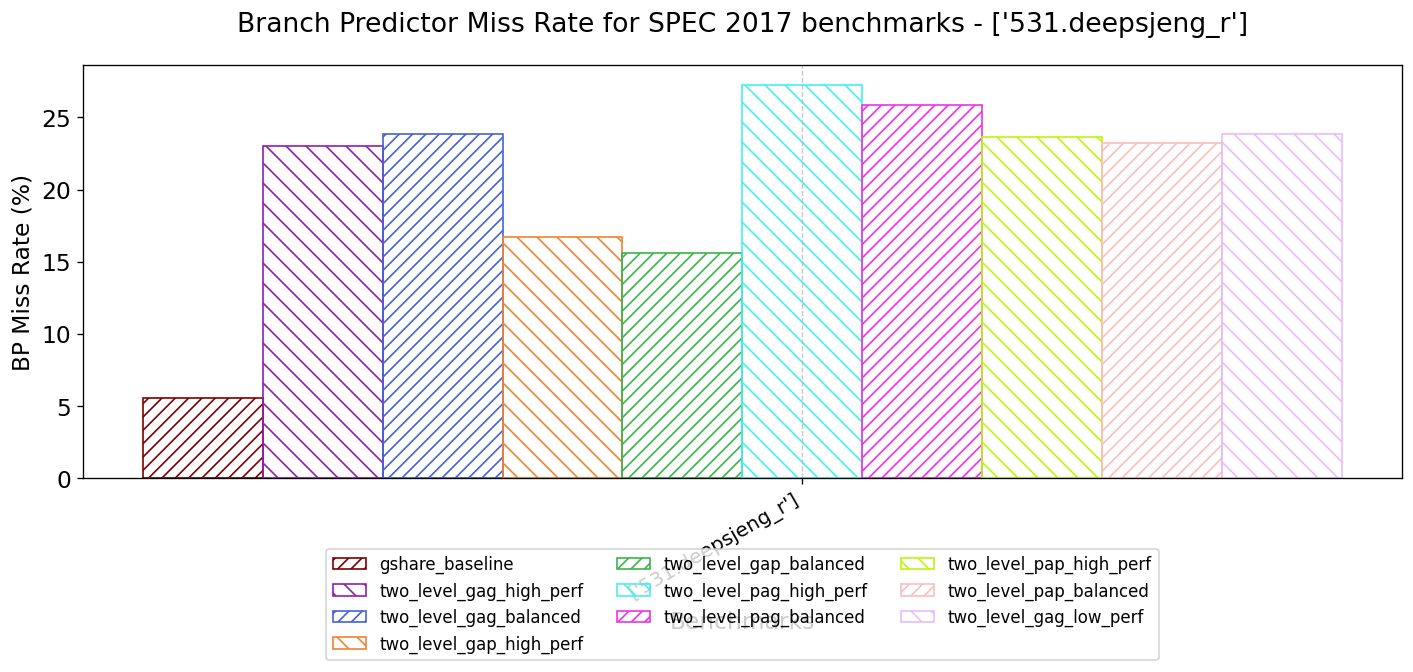 Branch Predictor Miss Rate for SPEC 2017 benchmarks - ['531.deepsjeng_r']
BP Miss Rate (%)
25
20
15
10
5
0
['531.deepsjeng_r']
Benchmarks
gshare_baseline
two_level_gag_high_perf
two_level_gag_balanced
two_level_gap_high_perf
two_level_gap_balanced
two_level_pag_high_perf
two_level_pag_balanced
two_level_pap_high_perf
two_level_pap_balanced
two_level_gag_low_perf